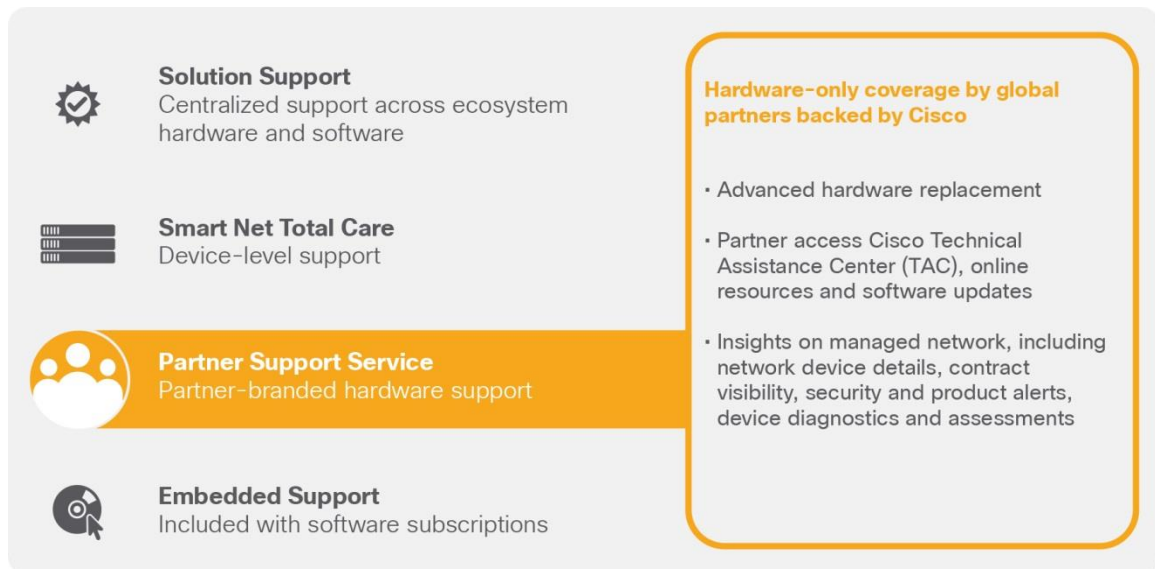 Solution Support
Centralized support across ecosystem
hardware and software
Smart Net Total Care
Device-level support
Partner Support Service
Partner-branded hardware support
Embedded Support
Included with software subscriptions
Hardware-only coverage by global
partners backed by Cisco
· Advanced hardware replacement
· Partner access Cisco Technical
Assistance Center (TAC), online
resources and software updates
· Insights on managed network, including
network device details, contract
visibility, security and product alerts,
device diagnostics and assessments